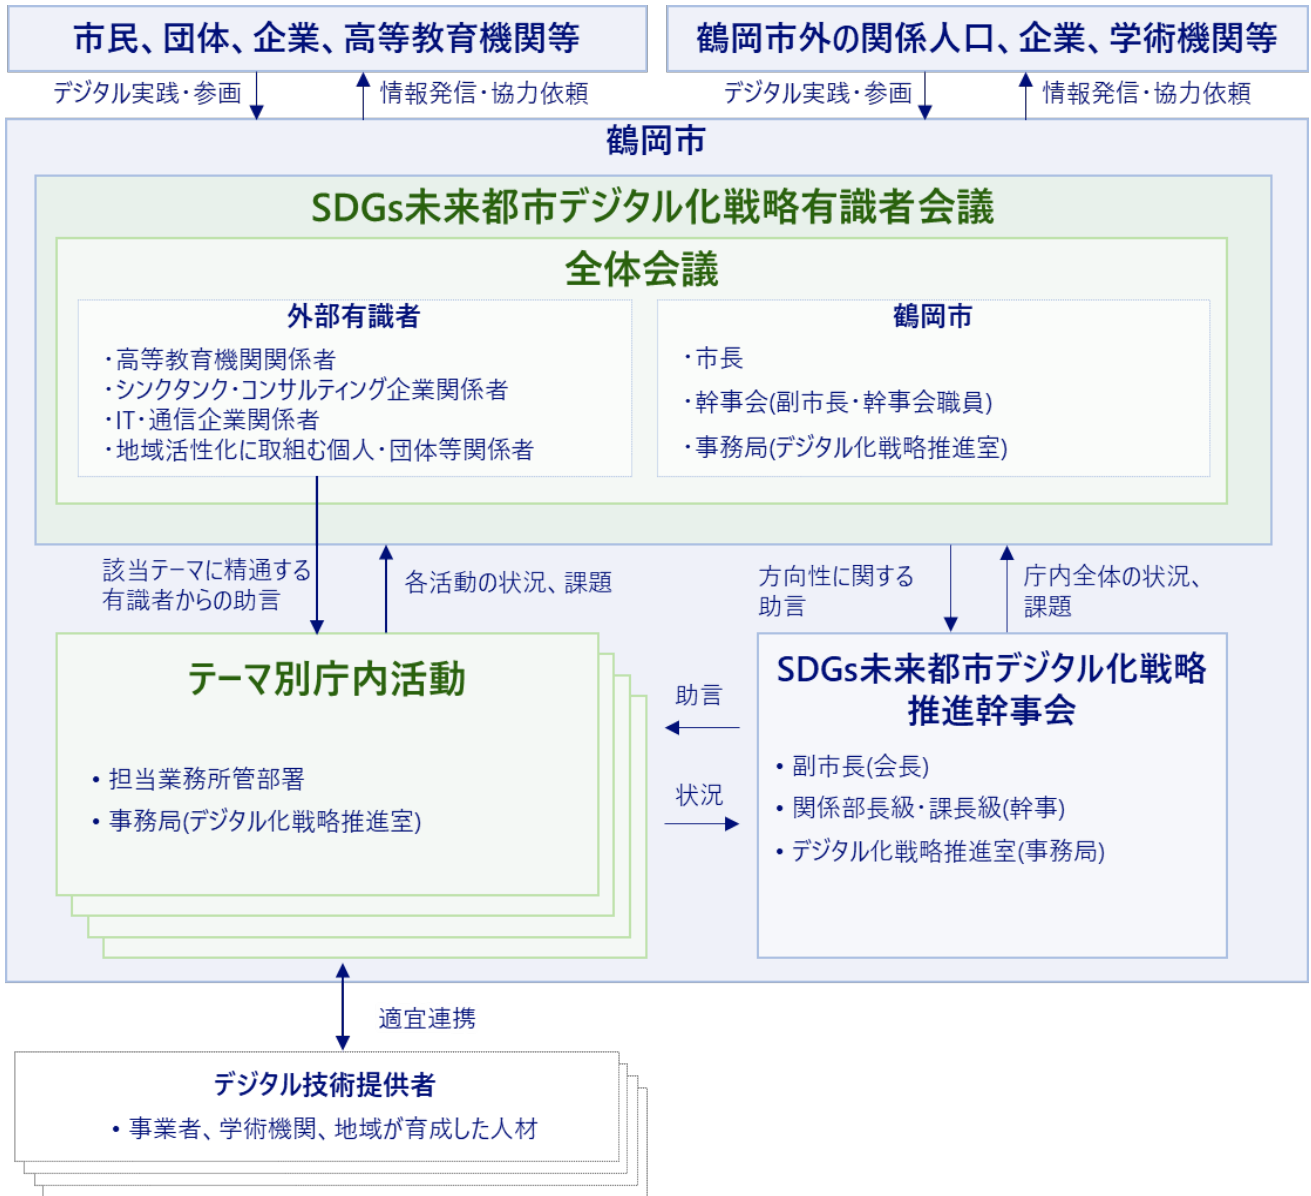 市民、団体、企業、高等教育機関等
鶴岡市外の関係人口、企業、学術機関等
デジタル実践・参画
情報発信・協力依頼
デジタル実践・参画
情報発信・協力依頼
鶴岡市
SDGs未来都市デジタル化戦略有識者会議
全体会議
外部有識者
・高等教育機関関係者
・シンクタンク・コンサルティング企業関係者
・IT・通信企業関係者
・地域活性化に取組む個人・団体等関係者
鶴岡市
・市長
・幹事会(副市長・幹事会職員)
・事務局(デジタル化戦略推進室)
該当テーマに精通する
有識者からの助言
各活動の状況、課題
方向性に関する
助言
庁内全体の状況、
課題
テーマ別庁内活動
• 担当業務所管部署
• 事務局(デジタル化戦略推進室)
助言
状況
SDGs未来都市デジタル化戦略
推進幹事会
• 副市長(会長)
• 関係部長級・課長級(幹事)
• デジタル化戦略推進室(事務局)
適宜連携
デジタル技術提供者
• 事業者、学術機関、地域が育成した人材